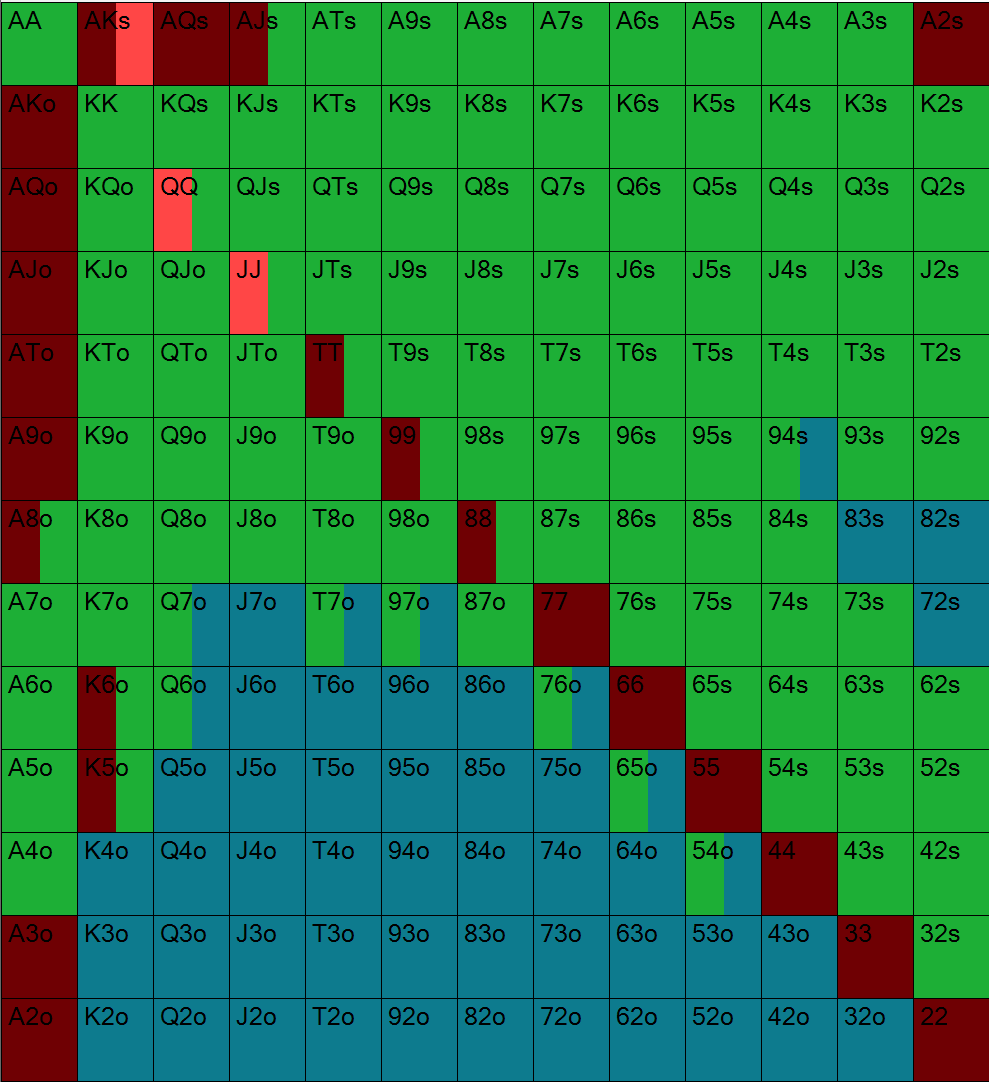 AA AKs AQs AJs ATs A9s A8s A7s A6s A5s A4s A3s A2s
AKo KK KQs KJs KTs K9s K8s K7s K6s K5s K4s K3s K2s
AQo KQo QQ QJs QTs Q9s Q8s Q7s Q6s Q5s Q4s Q3s Q2s
AJo KJo QJo JJ JTs J9s J8s J7s J6s J5s J4s J3s J2s
ATo KTo QTo JTo TT T9s T8s T7s T6s T5s T4s T3s T2s
A9o K9o Q9o J9o T9o 99 98s 97s 96s 95s 94s 93s 92s
A8o K8o Q8o J8o T8o 98o 88 87s 86s 85s 84s 83s 82s
A7o K7o Q7o J7o T7o 97o 87o 77 76s 75s 74s 73s 72s
A6o K6o Q6o J6o T6o 96o 86o 76o 66 65s 64s 63s 62s
A5o K5o Q5o J5o T5o 95o 85o 75o 65o 55 54s 53s 52s
A4o K4o Q4o J4o T4o 94o 84o 74o 64o 54o 44 43s 42s
A3o K3o Q3o J3o T3o 93o 83o 73o 63o 53o 43o 33 32s
A2o K2o Q2o J2o T2o 92o 82o 72o 62o 52o 42o 32o 22